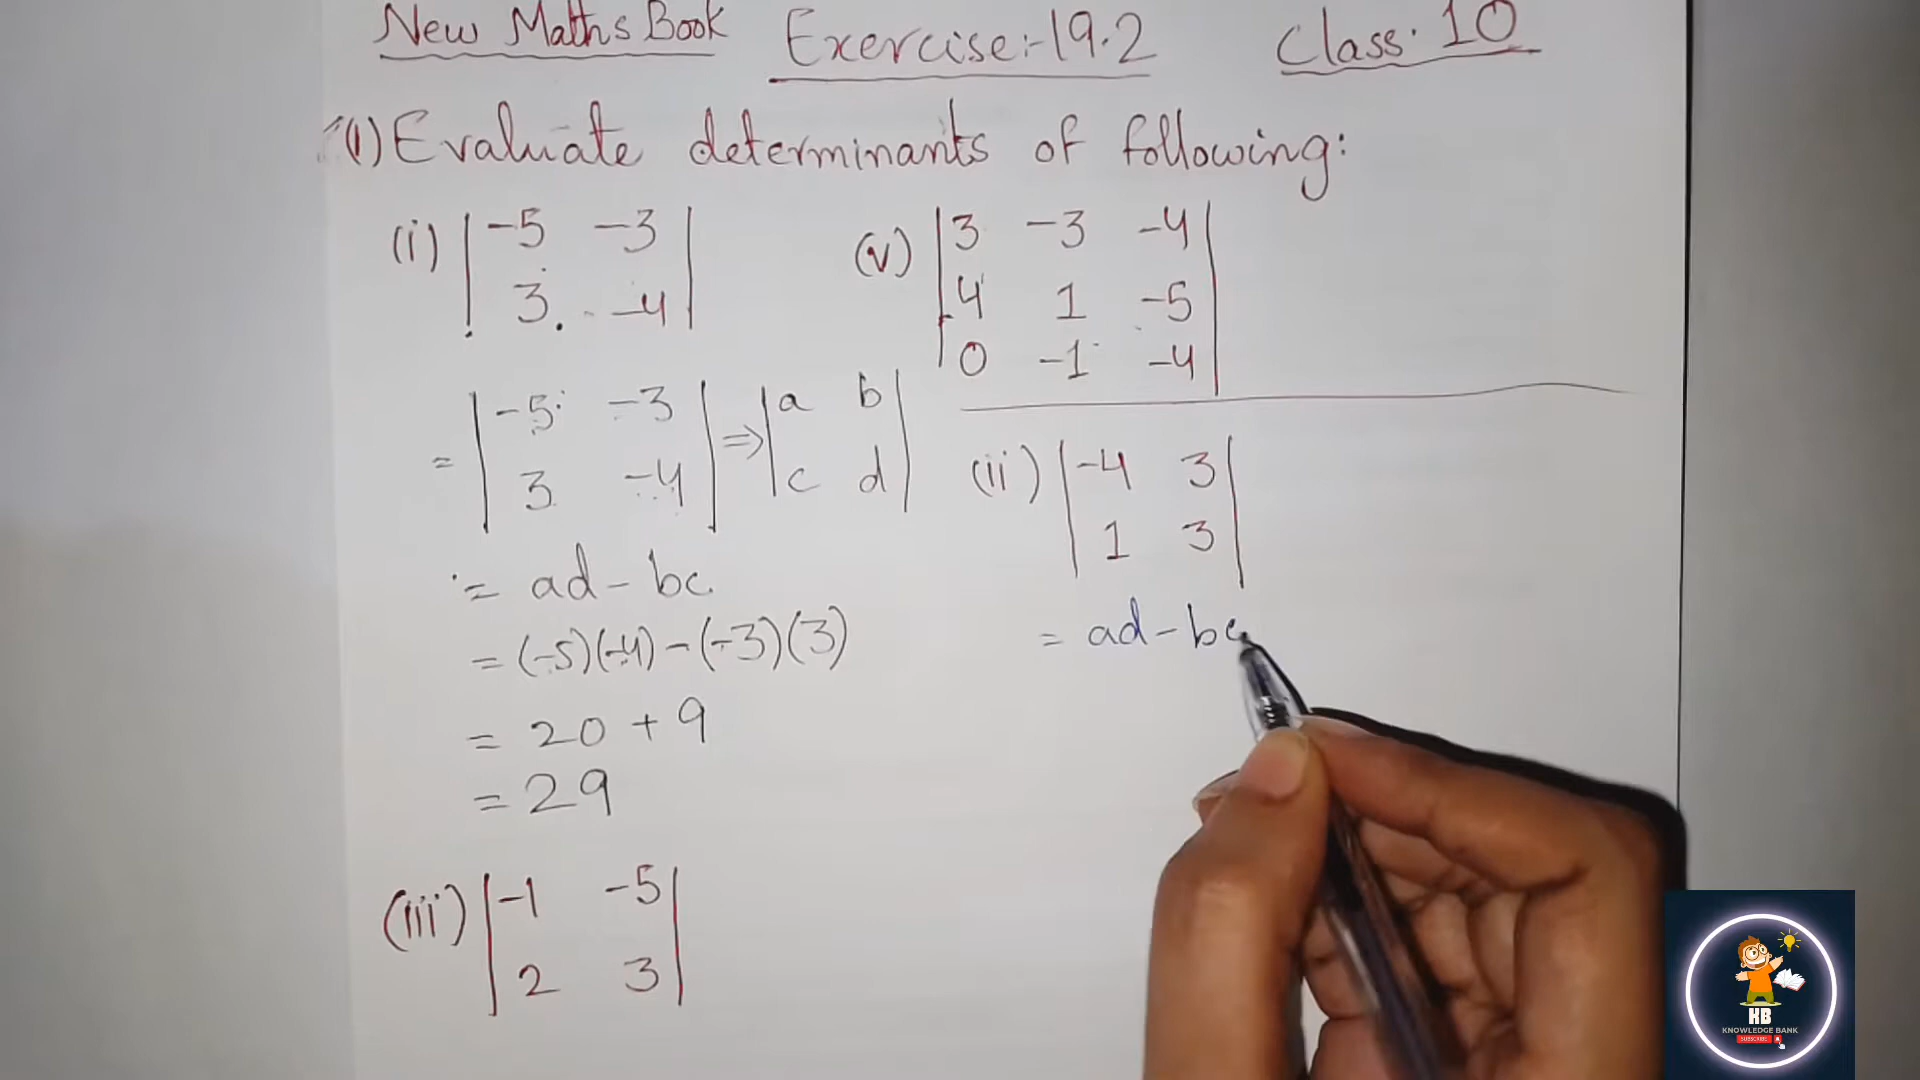 New Maths Book Exercise:-19.2 Class. 10
(1) Evaluate determinants of following:
(i) | -5 -3 |
| 3 -4 |
= | -5 -3 | ⇒ | a b |
| 3 -4 | | c d |
= ad - bc
= (-5)(-4) - (-3)(3)
= 20 + 9
= 29
(iii) | -1 -5 |
| 2 3 |
(v) | 3 -3 -4 |
| 4 1 -5 |
| 0 -1 -4 |
(ii) | -4 3 |
| 1 3 |
= ad - bc
KB
KNOWLEDGE BANK
SUBSCRIBE